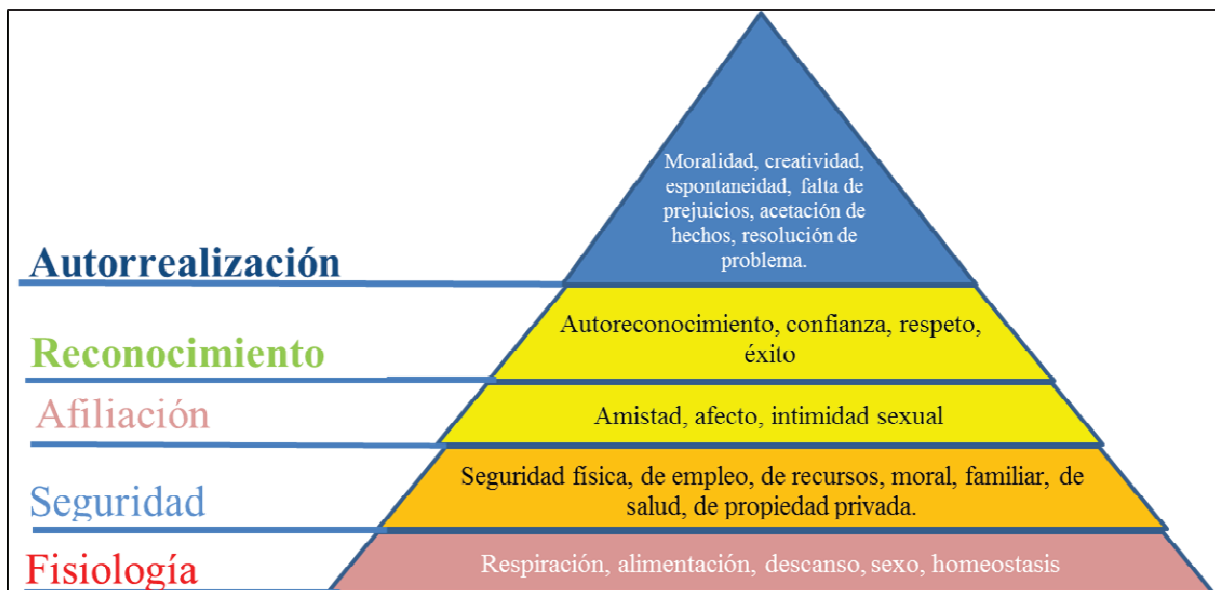 Moralidad, creatividad,
espontaneidad, falta de
prejuicios, acetación de
hechos, resolución de
problema.
Autorrealización
Autoreconocimiento, confianza, respeto,
éxito
Reconocimiento
Afiliación
Amistad, afecto, intimidad sexual
Seguridad física, de empleo, de recursos, moral, familiar, de
salud, de propiedad privada.
Seguridad
Fisiología
Respiración, alimentación, descanso, sexo, homeostasis